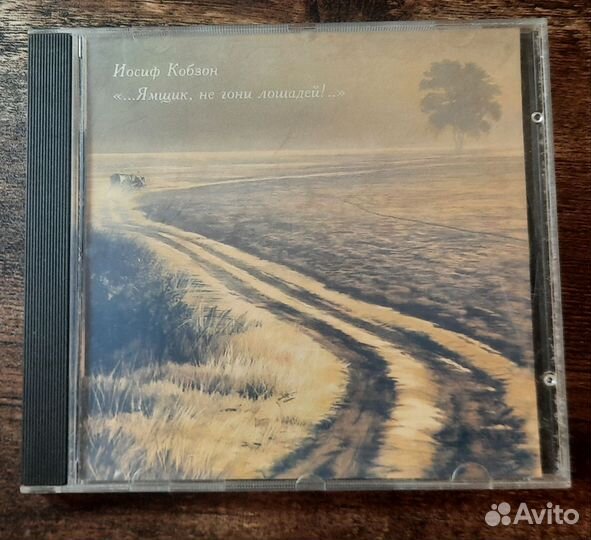 Иосиф Кобзон
«...Ямщик, не гони лошадей!..»
Avito